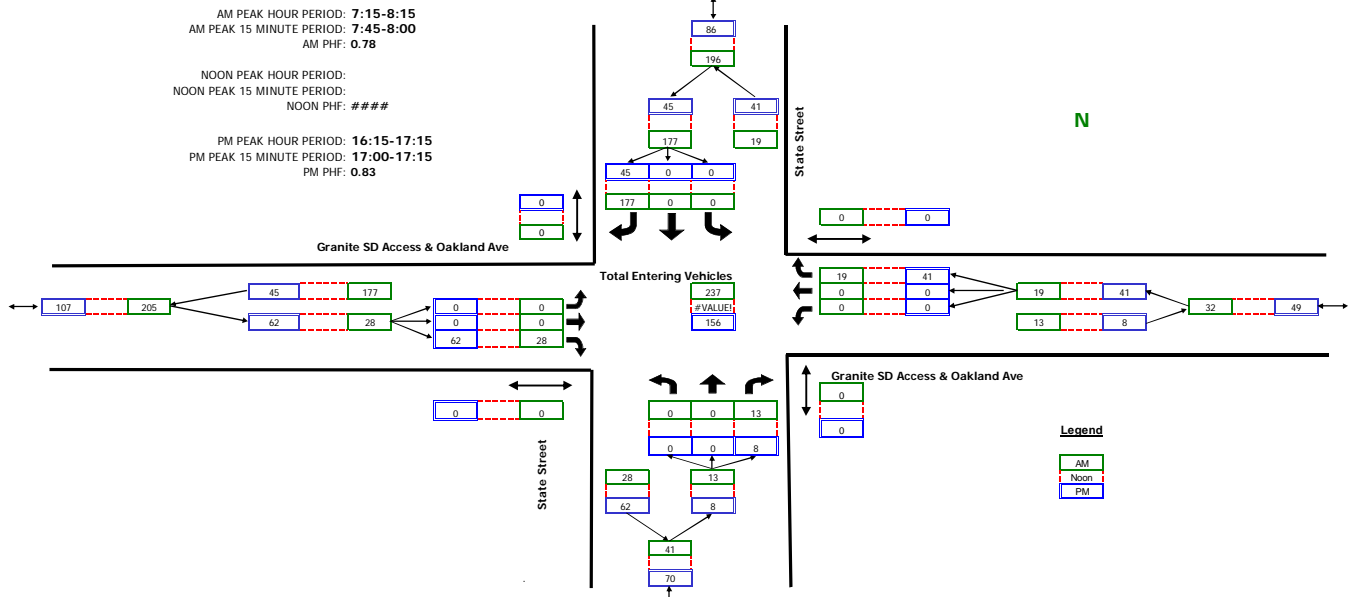 AM PEAK HOUR PERIOD: 7:15-8:15
AM PEAK 15 MINUTE PERIOD: 7:45-8:00
AM PHF: 0.78
NOON PEAK HOUR PERIOD:
NOON PEAK 15 MINUTE PERIOD:
NOON PHF: ####
PM PEAK HOUR PERIOD: 16:15-17:15
PM PEAK 15 MINUTE PERIOD: 17:00-17:15
PM PHF: 0.83
86
196
45 41
177 19
45 0 0
177 0 0
State Street
N
0
0
0 0
Granite SD Access & Oakland Ave
Total Entering Vehicles
237
#VALUE!
156
107 205
45 177
62 28
0 0
0 0
62 28
19 41
0 0
0 0
19 41
13 8
32 49
Granite SD Access & Oakland Ave
0
0
0 0
State Street
0 0 13
0 0 8
28 13
62 8
41
70
Legend
AM
Noon
PM